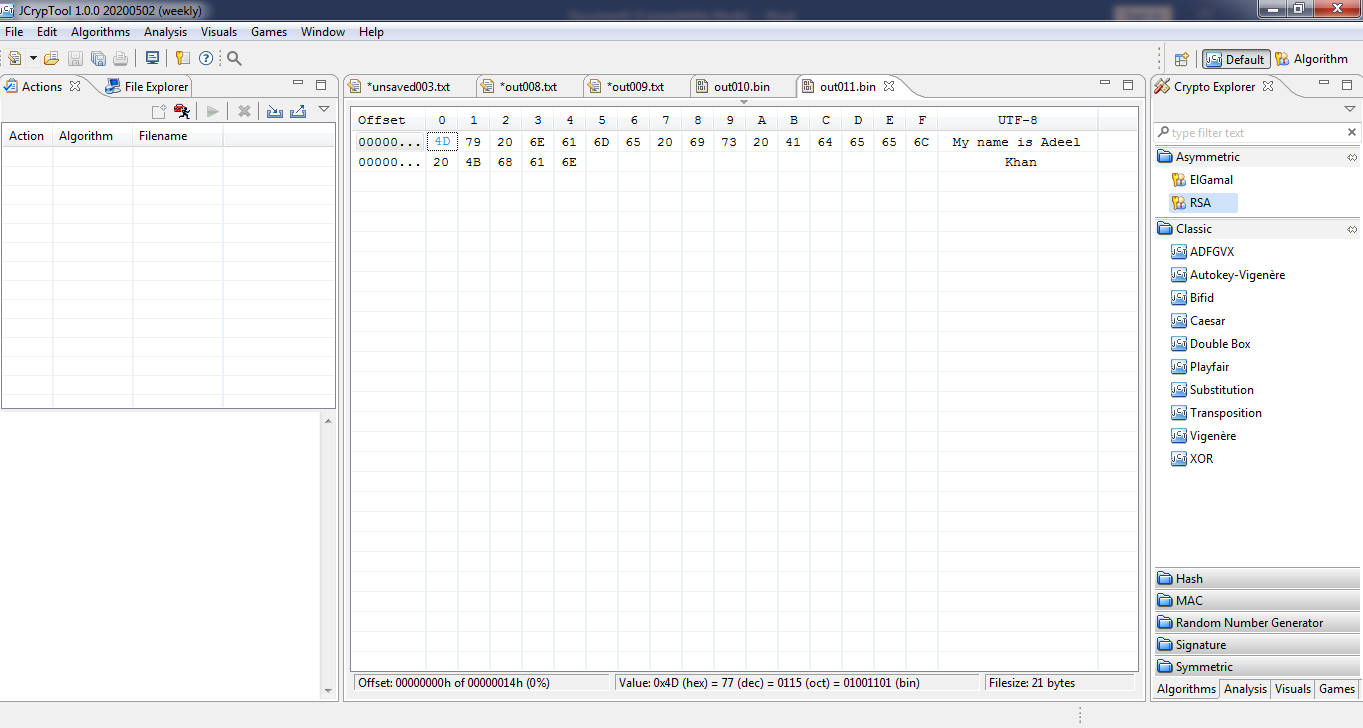 JCrypTool 1.0.0 20200502 (weekly)
File Edit Algorithms Analysis Visuals Games Window Help
Default Algorithm
Actions File Explorer *unsaved003.txt *out008.txt *out009.txt out010.bin out011.bin Crypto Explorer
Action Algorithm Filename
Offset 0 1 2 3 4 5 6 7 8 9 A B C D E F UTF-8
00000... 4D 79 20 6E 61 6D 65 20 69 73 20 41 64 65 65 6C My name is Adeel
00000... 20 4B 68 61 6E Khan
type filter text
Asymmetric
ElGamal
RSA
Classic
ADFGVX
Autokey-Vigenère
Bifid
Caesar
Double Box
Playfair
Substitution
Transposition
Vigenère
XOR
Hash
MAC
Random Number Generator
Signature
Symmetric
Algorithms Analysis Visuals Games
Offset: 00000000h of 00000014h (0%) Value: 0x4D (hex) = 77 (dec) = 0115 (oct) = 01001101 (bin) Filesize: 21 bytes